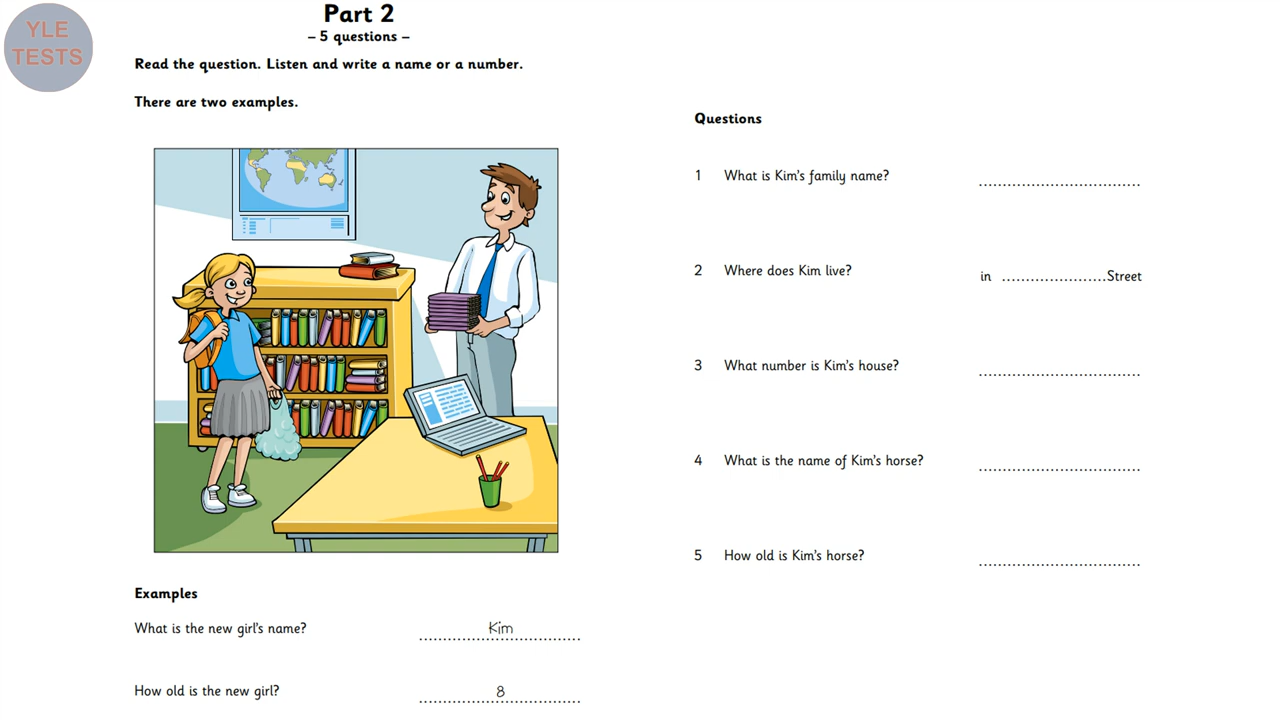 YLE
TESTS
Part 2
– 5 questions –
Read the question. Listen and write a name or a number.
There are two examples.
Examples
What is the new girl's name? Kim
How old is the new girl? 8
Questions
1 What is Kim's family name? ................................
2 Where does Kim live? in .....................Street
3 What number is Kim's house? ................................
4 What is the name of Kim's horse? ................................
5 How old is Kim's horse? ................................